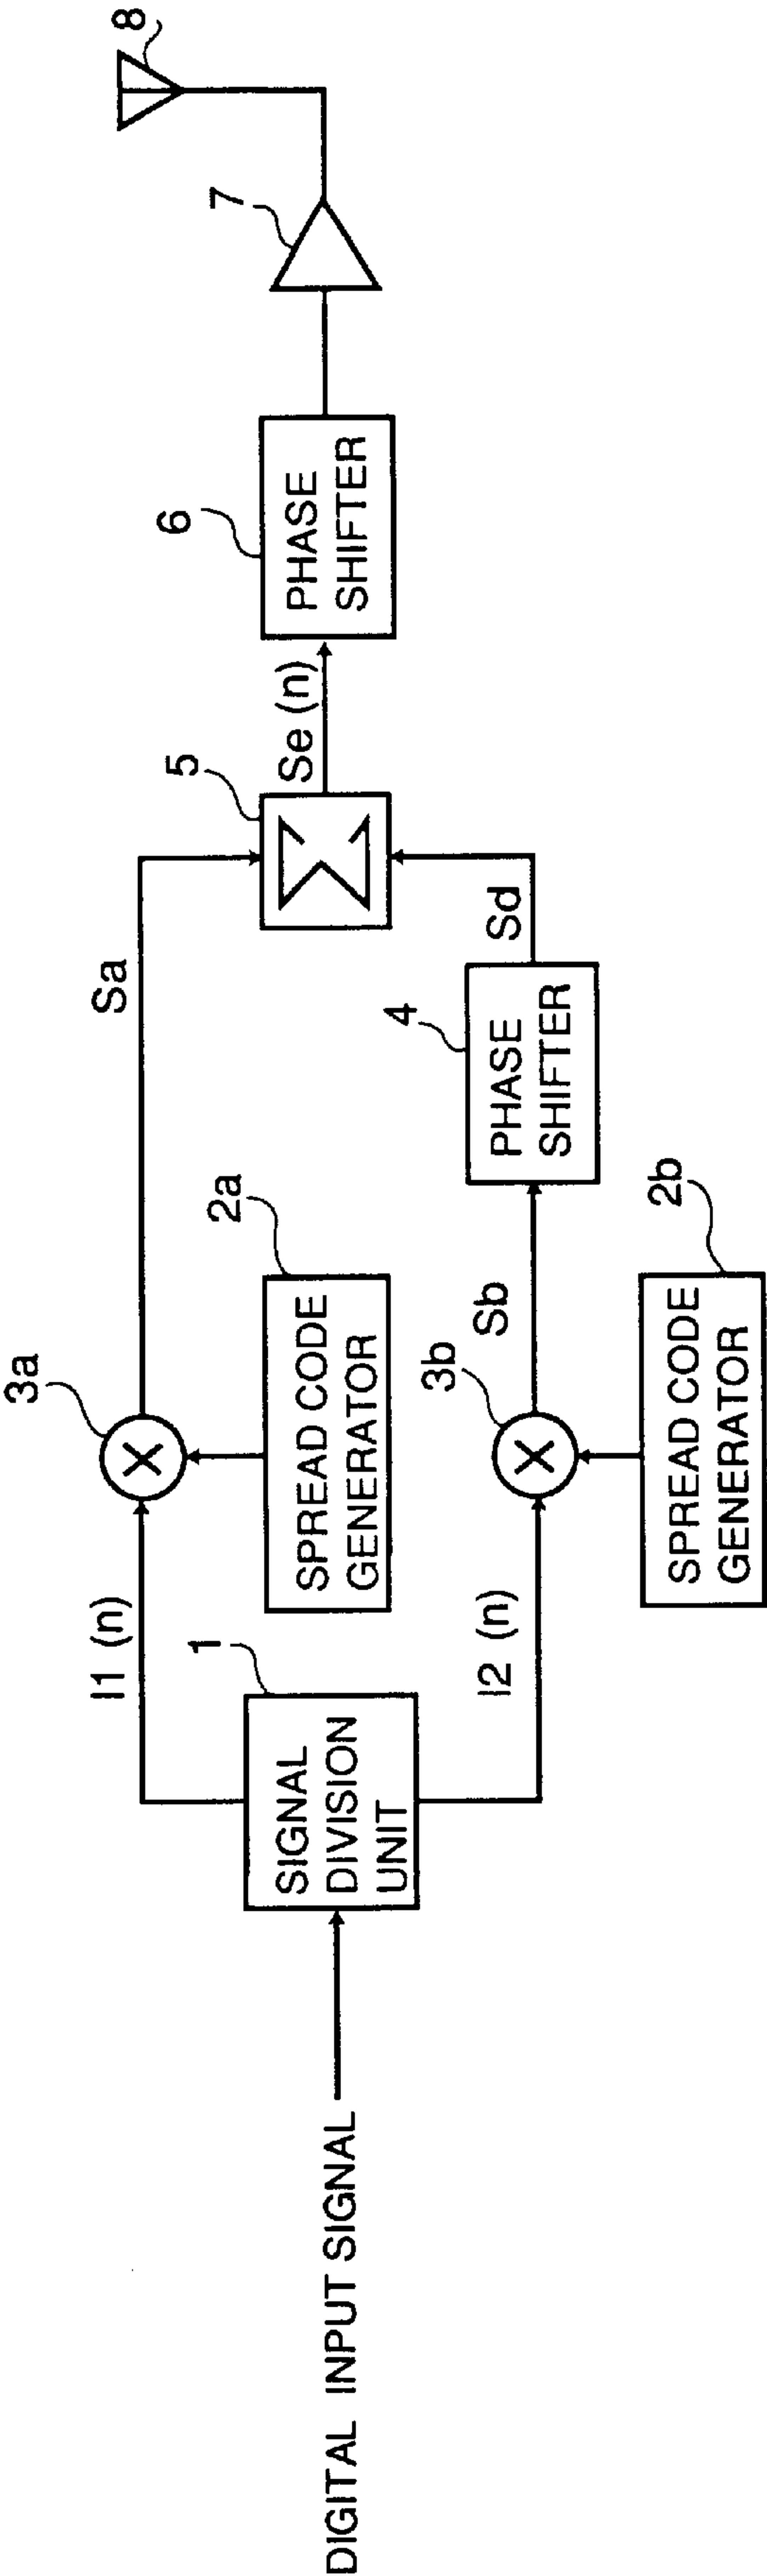 DIGITAL INPUT SIGNAL
SIGNAL
DIVISION
UNIT
1
I1 (n)
I2 (n)
3a
X
SPREAD CODE
GENERATOR
2a
3b
X
SPREAD CODE
GENERATOR
2b
Sa
Sb
PHASE
SHIFTER
4
Sd
5
Σ
Se (n)
PHASE
SHIFTER
6
7
8